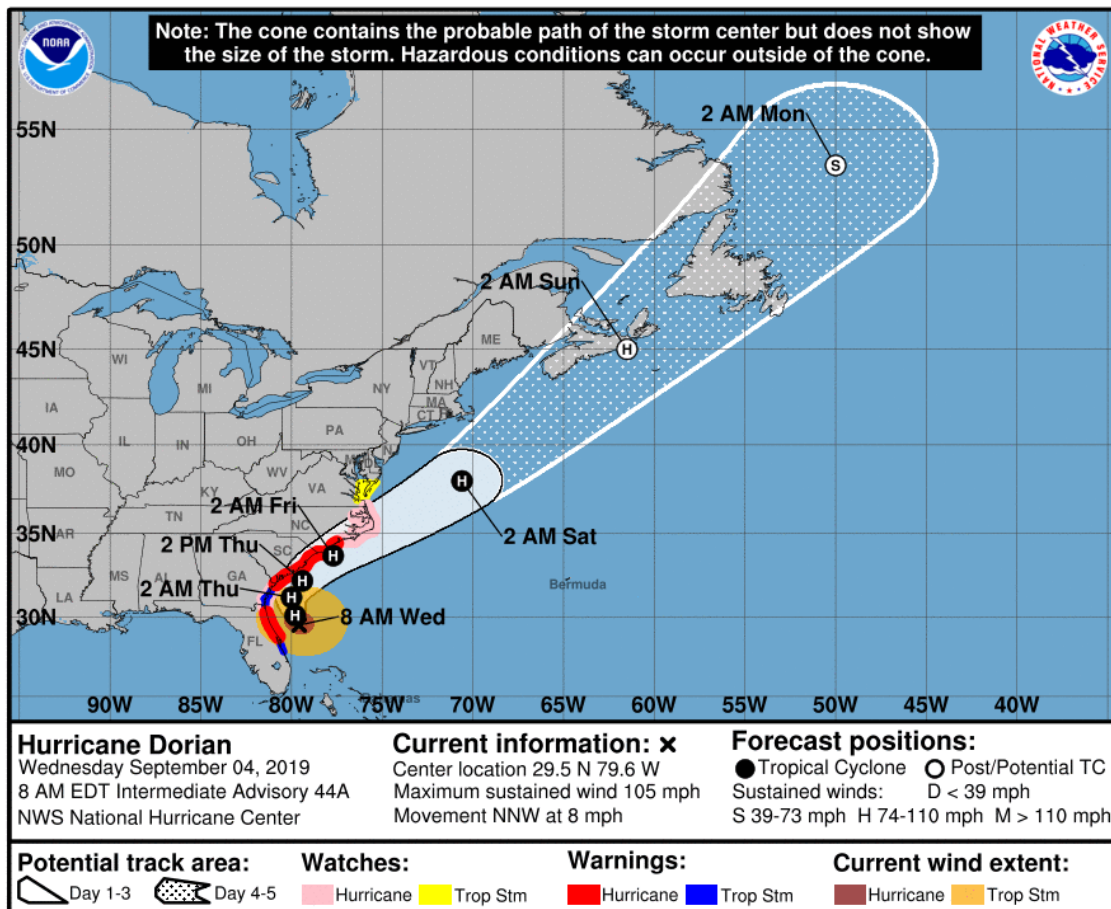 Note: The cone contains the probable path of the storm center but does not show
the size of the storm. Hazardous conditions can occur outside of the cone.
NOAA
NATIONAL WEATHER SERVICE
2 AM Mon
55N
50N
2 AM Sun
45N
ME
VT
NH
MA
CT
WI
MI
NY
IA
40N
PA
IL
IN
OH
NJ
MO
WV
VA
DE
KY
2 AM Fri
2 AM Sat
TN
NC
35N
AR
2 PM Thu
SC
MS
AL
GA
2 AM Thu
Bermuda
LA
30N
8 AM Wed
FL
Bahamas
90W 85W 80W 75W 70W 65W 60W 55W 50W 45W 40W
S
H
H
H
H
H
H
Hurricane Dorian
Wednesday September 04, 2019
8 AM EDT Intermediate Advisory 44A
NWS National Hurricane Center
Current information: ×
Center location 29.5 N 79.6 W
Maximum sustained wind 105 mph
Movement NNW at 8 mph
Forecast positions:
Tropical Cyclone Post/Potential TC
Sustained winds: D < 39 mph
S 39-73 mph H 74-110 mph M > 110 mph
Potential track area:
Day 1-3 Day 4-5
Watches:
Hurricane Trop Stm
Warnings:
Hurricane Trop Stm
Current wind extent:
Hurricane Trop Stm